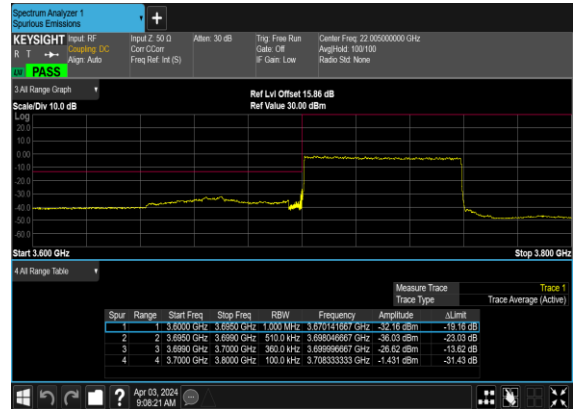 Spectrum Analyzer 1
Spurious Emissions
+
KEYSIGHT Input: RF Input Z: 50 Ω Atten: 30 dB Trig: Free Run Center Freq: 22.005000000 GHz
R T Coupling: DC Corr CCorr Gate: Off Avg|Hold: 100/100
Align: Auto Freq Ref: Int (S) IF Gain: Low Radio Std: None
LW PASS
3 All Range Graph Ref Lvl Offset 15.86 dB
Scale/Div 10.0 dB Ref Value 30.00 dBm
Log
20.0
10.0
0.00
-10.0
-20.0
-30.0
-40.0
-50.0
-60.0
Start 3.600 GHz Stop 3.800 GHz
4 All Range Table
Measure Trace Trace 1
Trace Type Trace Average (Active)
Spur Range Start Freq Stop Freq RBW Frequency Amplitude ΔLimit
1 1 3.6000 GHz 3.6950 GHz 1.000 MHz 3.670141667 GHz -32.16 dBm -19.16 dB
2 2 3.6950 GHz 3.6990 GHz 510.0 kHz 3.698046667 GHz -36.03 dBm -23.03 dB
3 3 3.6990 GHz 3.7000 GHz 360.0 kHz 3.699996667 GHz -26.62 dBm -13.62 dB
4 4 3.7000 GHz 3.8000 GHz 100.0 kHz 3.708333333 GHz -1.431 dBm -31.43 dB
? Apr 03, 2024
9:08:21 AM